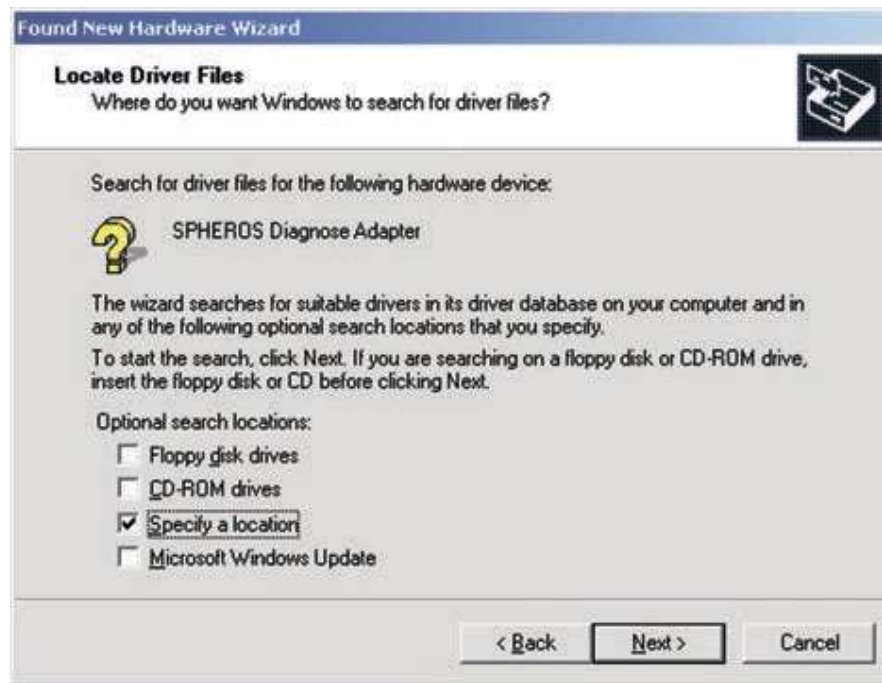 Found New Hardware Wizard
Locate Driver Files
Where do you want Windows to search for driver files?
Search for driver files for the following hardware device:
SPHEROS Diagnose Adapter
The wizard searches for suitable drivers in its driver database on your computer and in
any of the following optional search locations that you specify.
To start the search, click Next. If you are searching on a floppy disk or CD-ROM drive,
insert the floppy disk or CD before clicking Next.
Optional search locations:
Floppy disk drives
CD-ROM drives
Specify a location
Microsoft Windows Update
< Back Next > Cancel